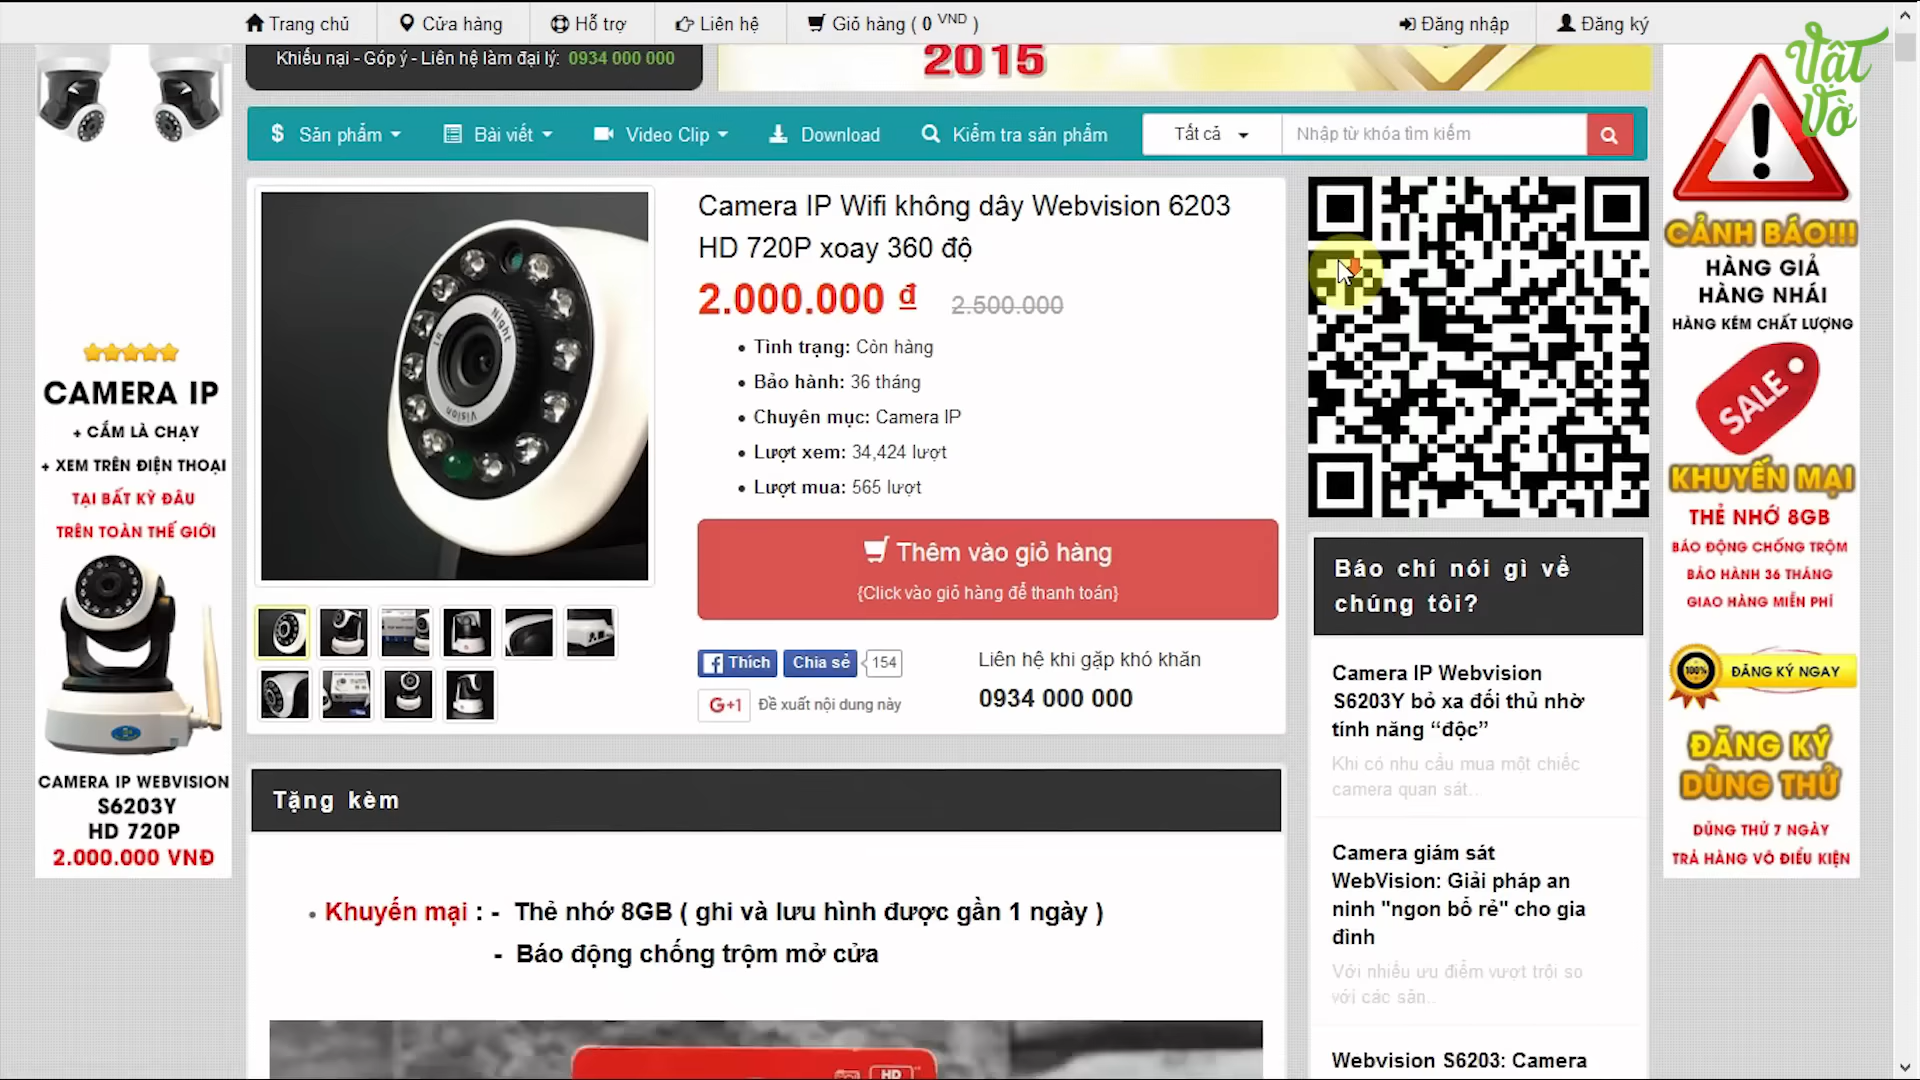 Trang chủ
Cửa hàng
Hỗ trợ
Liên hệ
Giỏ hàng ( 0 VND )
Đăng nhập
Đăng ký
Vật Vờ
Khiếu nại - Góp ý - Liên hệ làm đại lý: 0934 000 000
2015
$ Sản phẩm
Bài viết
Video Clip
Download
Kiểm tra sản phẩm
Tất cả
Nhập từ khóa tìm kiếm
CAMERA IP
+ CẮM LÀ CHẠY
+ XEM TRÊN ĐIỆN THOẠI
TẠI BẤT KỲ ĐÂU
TRÊN TOÀN THẾ GIỚI
CAMERA IP WEBVISION
S6203Y
HD 720P
2.000.000 VNĐ
Night
Vision
Camera IP Wifi không dây Webvision 6203
HD 720P xoay 360 độ
2.000.000 ₫ 2.500.000
Tình trạng: Còn hàng
Bảo hành: 36 tháng
Chuyên mục: Camera IP
Lượt xem: 34,424 lượt
Lượt mua: 565 lượt
Thêm vào giỏ hàng
{Click vào giỏ hàng để thanh toán}
Thích
Chia sẻ
154
G+1
Đề xuất nội dung này
Liên hệ khi gặp khó khăn
0934 000 000
Tặng kèm
Khuyến mại : - Thẻ nhớ 8GB ( ghi và lưu hình được gần 1 ngày )
- Báo động chống trộm mở cửa
HD
Báo chí nói gì về
chúng tôi?
Camera IP Webvision
S6203Y bỏ xa đối thủ nhờ
tính năng “độc”
Khi có nhu cầu mua một chiếc
camera quan sát..
Camera giám sát
WebVision: Giải pháp an
ninh "ngon bổ rẻ" cho gia
đình
Với nhiều ưu điểm vượt trội so
với các sản..
Webvision S6203: Camera
!
CẢNH BÁO!!!
HÀNG GIẢ
HÀNG NHÁI
HÀNG KÉM CHẤT LƯỢNG
SALE
KHUYẾN MẠI
THẺ NHỚ 8GB
BÁO ĐỘNG CHỐNG TRỘM
BẢO HÀNH 36 THÁNG
GIAO HÀNG MIỄN PHÍ
100%
ĐĂNG KÝ NGAY
ĐĂNG KÝ
DÙNG THỬ
DÙNG THỬ 7 NGÀY
TRẢ HÀNG VÔ ĐIỀU KIỆN